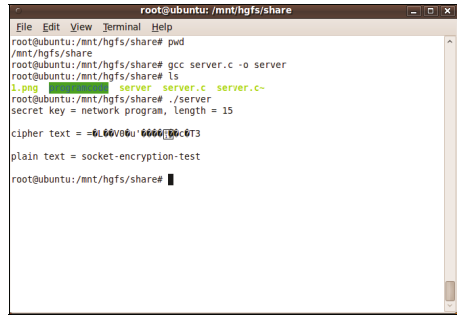 root@ubuntu: /mnt/hgfs/share
File Edit View Terminal Help
root@ubuntu:/mnt/hgfs/share# pwd
/mnt/hgfs/share
root@ubuntu:/mnt/hgfs/share# gcc server.c -o server
root@ubuntu:/mnt/hgfs/share# ls
1.png programcode server server.c server.c~
root@ubuntu:/mnt/hgfs/share# ./server
secret key = network program, length = 15
cipher text = =�L��V0�u'�����c�T3
plain text = socket-encryption-test
root@ubuntu:/mnt/hgfs/share#